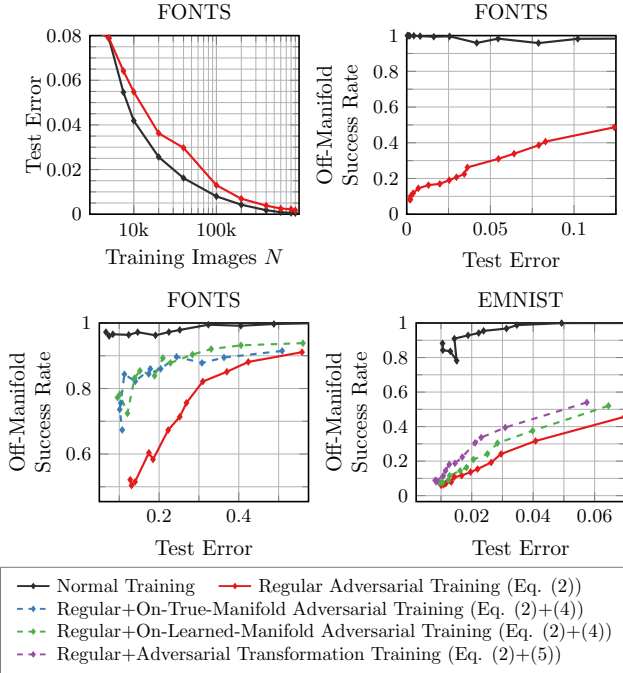 FONTS
0.08
0.06
0.04
0.02
0
10k
100k
Test Error
Training Images N
FONTS
1
0.8
0.6
0.4
0.2
0
0
0.05
0.1
Off-Manifold
Success Rate
Test Error
FONTS
1
0.8
0.6
0.2
0.4
Off-Manifold
Success Rate
Test Error
EMNIST
1
0.8
0.6
0.4
0.2
0
0.02
0.04
0.06
Off-Manifold
Success Rate
Test Error
Normal Training
Regular Adversarial Training (Eq. (2))
Regular+On-True-Manifold Adversarial Training (Eq. (2)+(4))
Regular+On-Learned-Manifold Adversarial Training (Eq. (2)+(4))
Regular+Adversarial Transformation Training (Eq. (2)+(5))